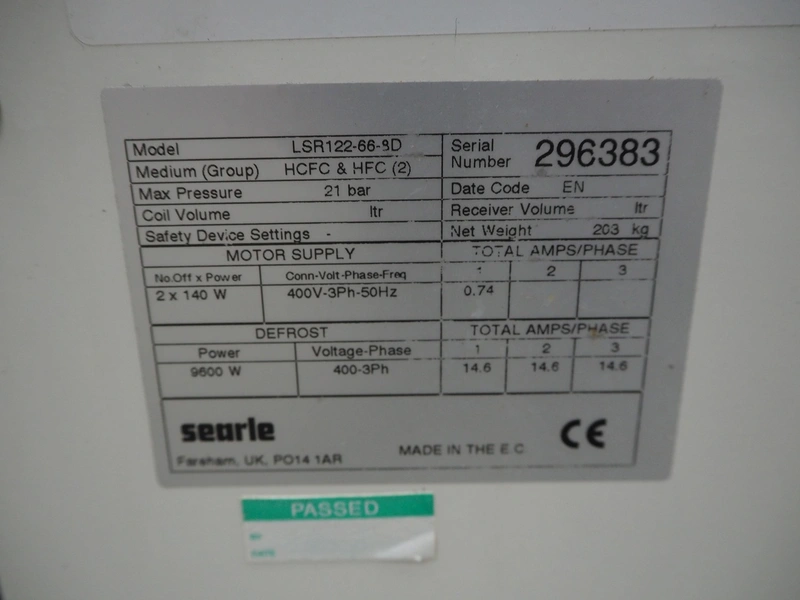 Model LSR122-66-8D Serial Number 296383
Medium (Group) HCFC & HFC (2)
Max Pressure 21 bar Date Code EN
Coil Volume ltr Receiver Volume ltr
Safety Device Settings - Net Weight 203 kg
MOTOR SUPPLY TOTAL AMPS/PHASE
No.Off x Power Conn-Volt-Phase-Freq 1 2 3
2 x 140 W 400V-3Ph-50Hz 0.74
DEFROST TOTAL AMPS/PHASE
Power Voltage-Phase 1 2 3
9600 W 400-3Ph 14.6 14.6 14.6
searle CE
Fareham, UK, PO14 1AR MADE IN THE E.C
PASSED
BY
DATE